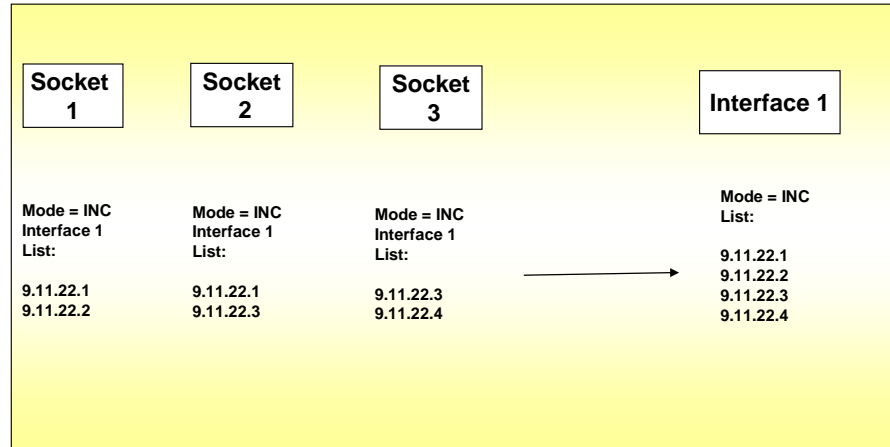 Socket
1
Socket
2
Socket
3
Interface 1
Mode = INC
Interface 1
List:
9.11.22.1
9.11.22.2
Mode = INC
Interface 1
List:
9.11.22.1
9.11.22.3
Mode = INC
Interface 1
List:
9.11.22.3
9.11.22.4
Mode = INC
List:
9.11.22.1
9.11.22.2
9.11.22.3
9.11.22.4